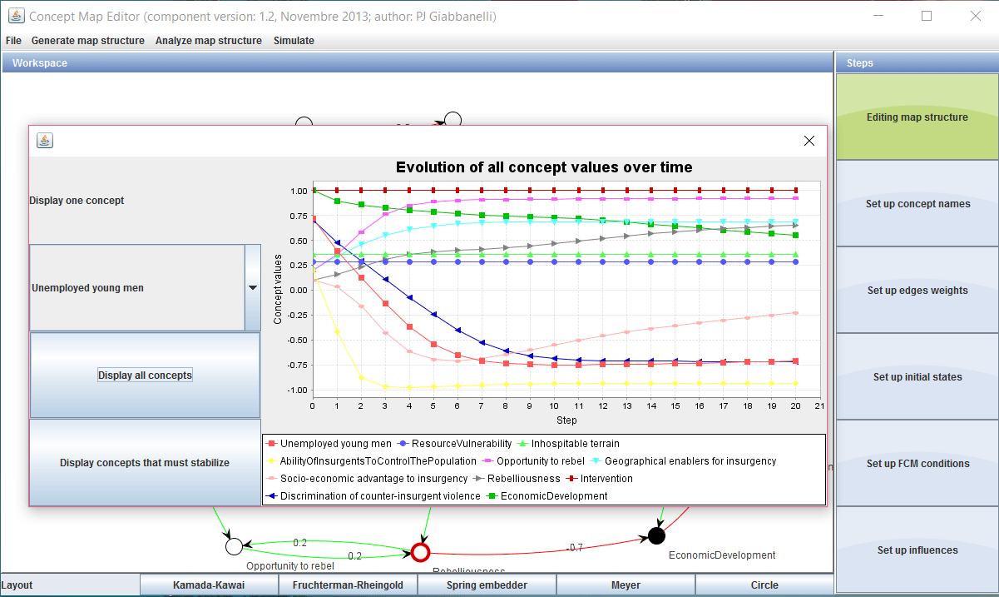 Concept Map Editor (component version: 1.2, Novembre 2013; author: PJ Giabbanelli)
File Generate map structure Analyze map structure Simulate
Workspace
Steps
Editing map structure
Set up concept names
Set up edges weights
Set up initial states
Set up FCM conditions
Set up influences
Display one concept
Unemployed young men
Display all concepts
Display concepts that must stabilize
Evolution of all concept values over time
Concept values
1.00
0.75
0.50
0.25
0.00
-0.25
-0.50
-0.75
-1.00
0 1 2 3 4 5 6 7 8 9 10 11 12 13 14 15 16 17 18 19 20 21
Step
Unemployed young men ResourceVulnerability Inhospitable terrain
AbilityOfInsurgentsToControlThePopulation Opportunity to rebel Geographical enablers for insurgency
Socio-economic advantage to insurgency Rebelliousness Intervention
Discrimination of counter-insurgent violence EconomicDevelopment
0.2
0.2
-0.7
Opportunity to rebel
Rebelliousness
EconomicDevelopment
Layout Kamada-Kawai Fruchterman-Rheingold Spring embedder Meyer Circle